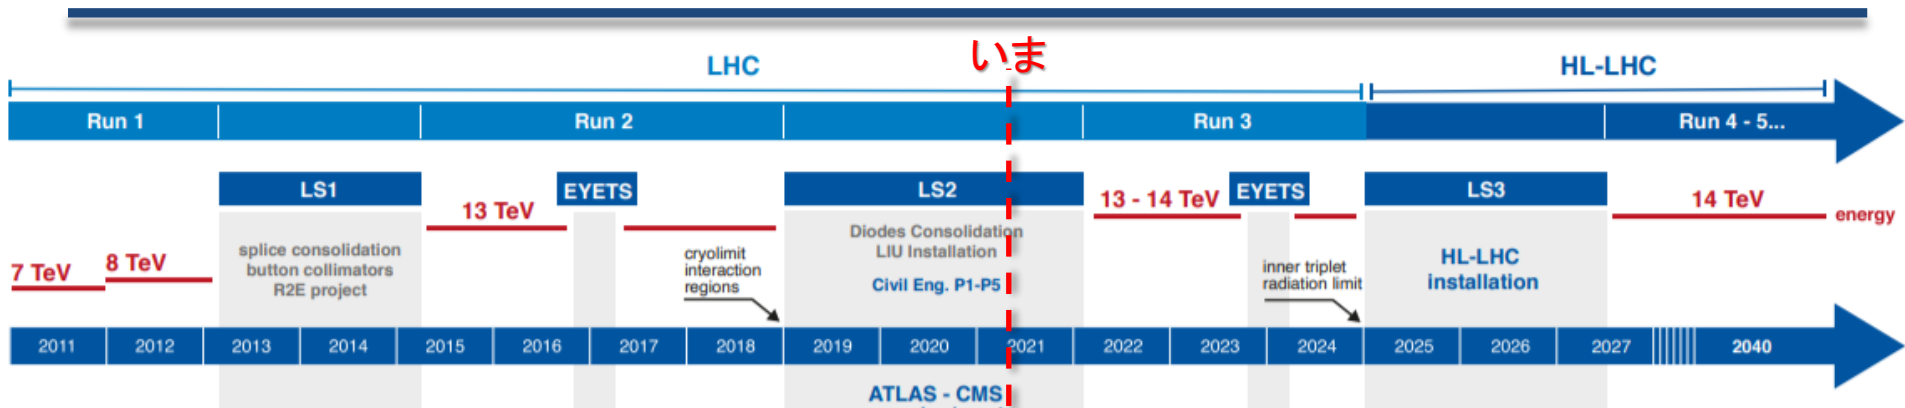 いま
LHC
HL-LHC
Run 1
Run 2
Run 3
Run 4 - 5...
LS1
EYETS
LS2
EYETS
LS3
13 TeV
13 - 14 TeV
14 TeV
energy
7 TeV
8 TeV
splice consolidation
button collimators
R2E project
cryolimit
interaction
regions
Diodes Consolidation
LIU Installation
Civil Eng. P1-P5
inner triplet
radiation limit
HL-LHC
installation
2011
2012
2013
2014
2015
2016
2017
2018
2019
2020
2021
2022
2023
2024
2025
2026
2027
2040
ATLAS - CMS